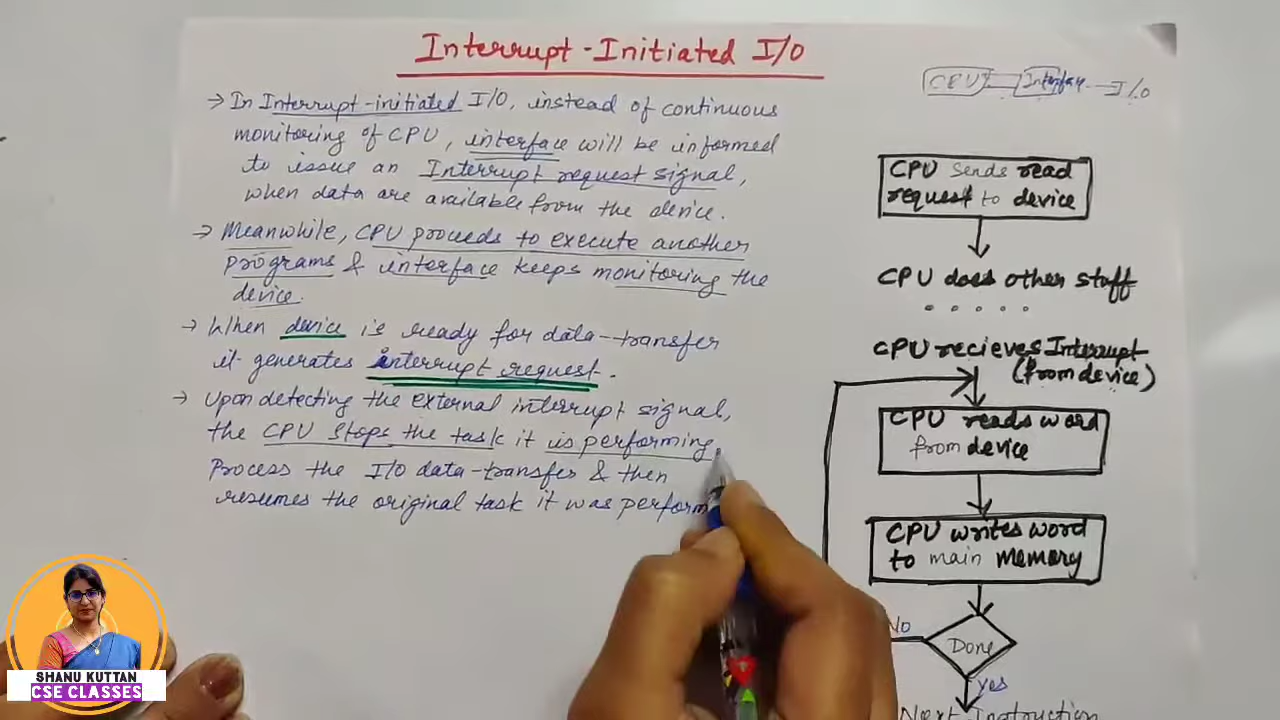 Interrupt-Initiated I/O
→ In Interrupt-initiated I/O, instead of continuous
monitoring of CPU, interface will be informed
to issue an Interrupt request signal,
when data are available from the device.
→ Meanwhile, CPU proceeds to execute another
programs & interface keeps monitoring the
device.
→ When device is ready for data-transfer
it generates interrupt request.
→ Upon detecting the external interrupt signal,
the CPU stops the task it is performing,
Process the I/O data-transfer & then
resumes the original task it was perform
CPU Interface I/O
CPU sends read
request to device
CPU does other staff
. . . . .
CPU recieves Interrupt
(from device)
CPU reads word
from device
CPU writes word
to main Memory
Done
No
yes
Next Instruction
SHANU KUTTAN
CSE CLASSES